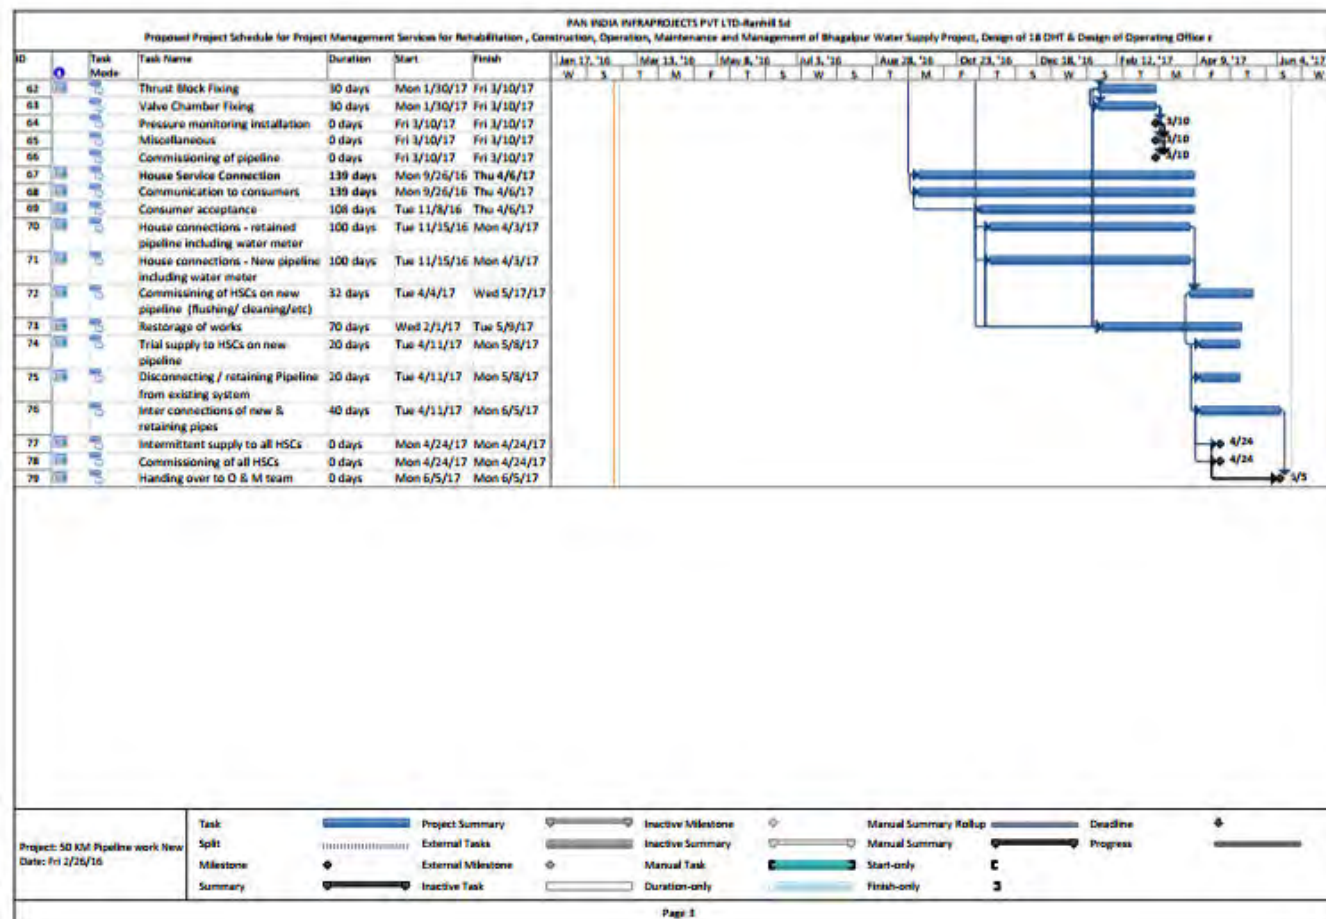 PAN INDIA INFRAPROJECTS PVT LTD-Ranhill Sd
Proposed Project Schedule for Project Management Services for Rehabilitation , Construction, Operation, Maintenance and Management of Bhagalpur Water Supply Project, Design of 18 OHT & Design of Operating Office r
ID Task Mode Task Name Duration Start Finish Jan 17, '16 Mar 13, '16 May 8, '16 Jul 3, '16 Aug 28, '16 Oct 23, '16 Dec 18, '16 Feb 12, '17 Apr 9, '17 Jun 4, '17
W S T M F T S W S T M F T S W S T M F T S W
62 Thrust Block Fixing 30 days Mon 1/30/17 Fri 3/10/17
63 Valve Chamber Fixing 30 days Mon 1/30/17 Fri 3/10/17
64 Pressure monitoring installation 0 days Fri 3/10/17 Fri 3/10/17 3/10
65 Miscellaneous 0 days Fri 3/10/17 Fri 3/10/17 3/10
66 Commissioning of pipeline 0 days Fri 3/10/17 Fri 3/10/17 3/10
67 House Service Connection 139 days Mon 9/26/16 Thu 4/6/17
68 Communication to consumers 139 days Mon 9/26/16 Thu 4/6/17
69 Consumer acceptance 108 days Tue 11/8/16 Thu 4/6/17
70 House connections - retained pipeline including water meter 100 days Tue 11/15/16 Mon 4/3/17
71 House connections - New pipeline including water meter 100 days Tue 11/15/16 Mon 4/3/17
72 Commissining of HSCs on new pipeline (flushing/ cleaning/etc) 32 days Tue 4/4/17 Wed 5/17/17
73 Restorage of works 70 days Wed 2/1/17 Tue 5/9/17
74 Trial supply to HSCs on new pipeline 20 days Tue 4/11/17 Mon 5/8/17
75 Disconnecting / retaining Pipeline from existing system 20 days Tue 4/11/17 Mon 5/8/17
76 Inter connections of new & retaining pipes 40 days Tue 4/11/17 Mon 6/5/17
77 Intermittent supply to all HSCs 0 days Mon 4/24/17 Mon 4/24/17 4/24
78 Commissioning of all HSCs 0 days Mon 4/24/17 Mon 4/24/17 4/24
79 Handing over to O & M team 0 days Mon 6/5/17 Mon 6/5/17
Project: 50 KM Pipeline work New
Date: Fri 2/26/16
Task Project Summary Inactive Milestone Manual Summary Rollup Deadline
Split External Tasks Inactive Summary Manual Summary Progress
Milestone External Milestone Manual Task Start-only
Summary Inactive Task Duration-only Finish-only
Page 3